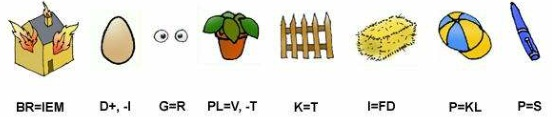 BR=IEM D+, -I G=R PL=V, -T K=T I=FD P=KL P=S